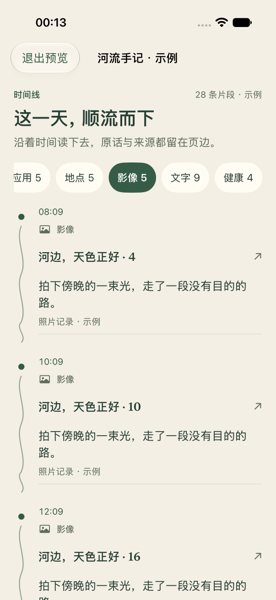 00:13
退出预览
河流手记 · 示例
时间线
28 条片段 · 示例
这一天，顺流而下
沿着时间读下去，原话与来源都留在页边。
应用 5 地点 5 影像 5 文字 9 健康 4
08:09
影像
河边，天色正好 · 4
拍下傍晚的一束光，走了一段没有目的的
路。
照片记录 · 示例
10:09
影像
河边，天色正好 · 10
拍下傍晚的一束光，走了一段没有目的的
路。
照片记录 · 示例
12:09
影像
河边，天色正好 · 16
拍下傍晚的一束光，走了一段没有目的的